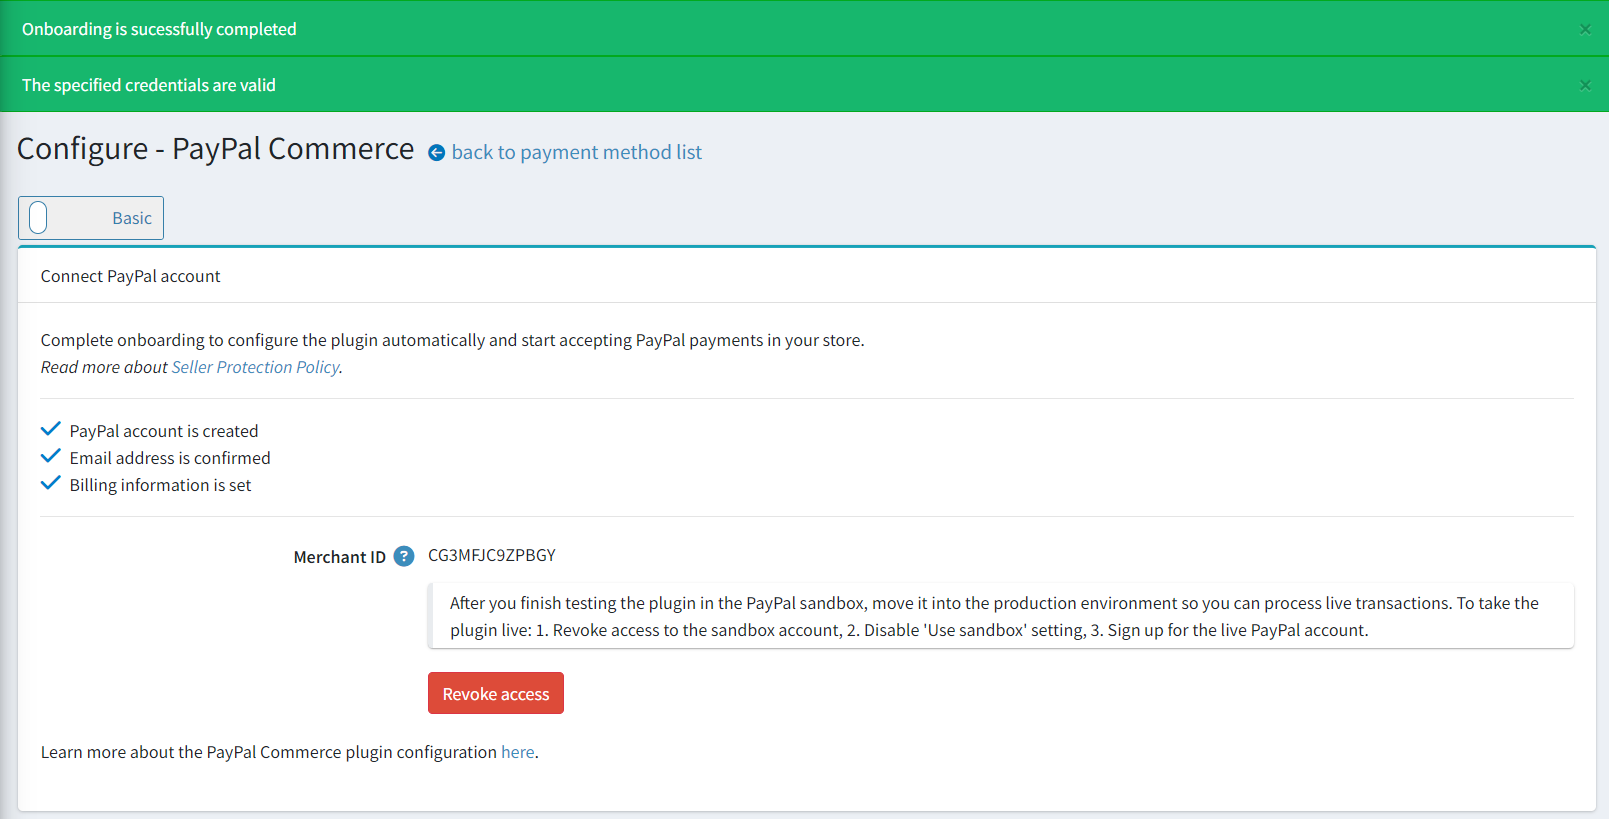 Onboarding is sucessfully completed
×
The specified credentials are valid
×
Configure - PayPal Commerce back to payment method list
Basic
Connect PayPal account
Complete onboarding to configure the plugin automatically and start accepting PayPal payments in your store.
Read more about Seller Protection Policy.
PayPal account is created
Email address is confirmed
Billing information is set
Merchant ID ? CG3MFJC9ZPBGY
After you finish testing the plugin in the PayPal sandbox, move it into the production environment so you can process live transactions. To take the
plugin live: 1. Revoke access to the sandbox account, 2. Disable 'Use sandbox' setting, 3. Sign up for the live PayPal account.
Revoke access
Learn more about the PayPal Commerce plugin configuration here.